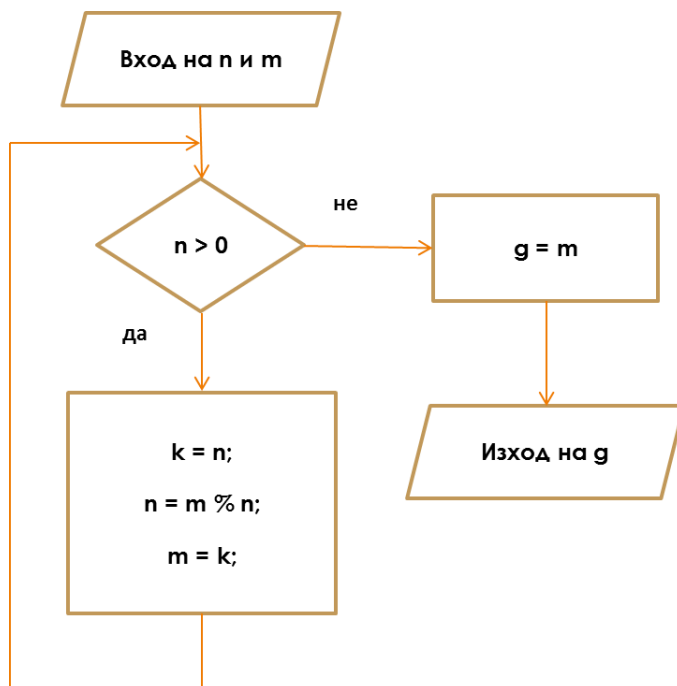 Вход на n и m
n > 0
не
g = m
да
k = n;
n = m % n;
m = k;
Изход на g